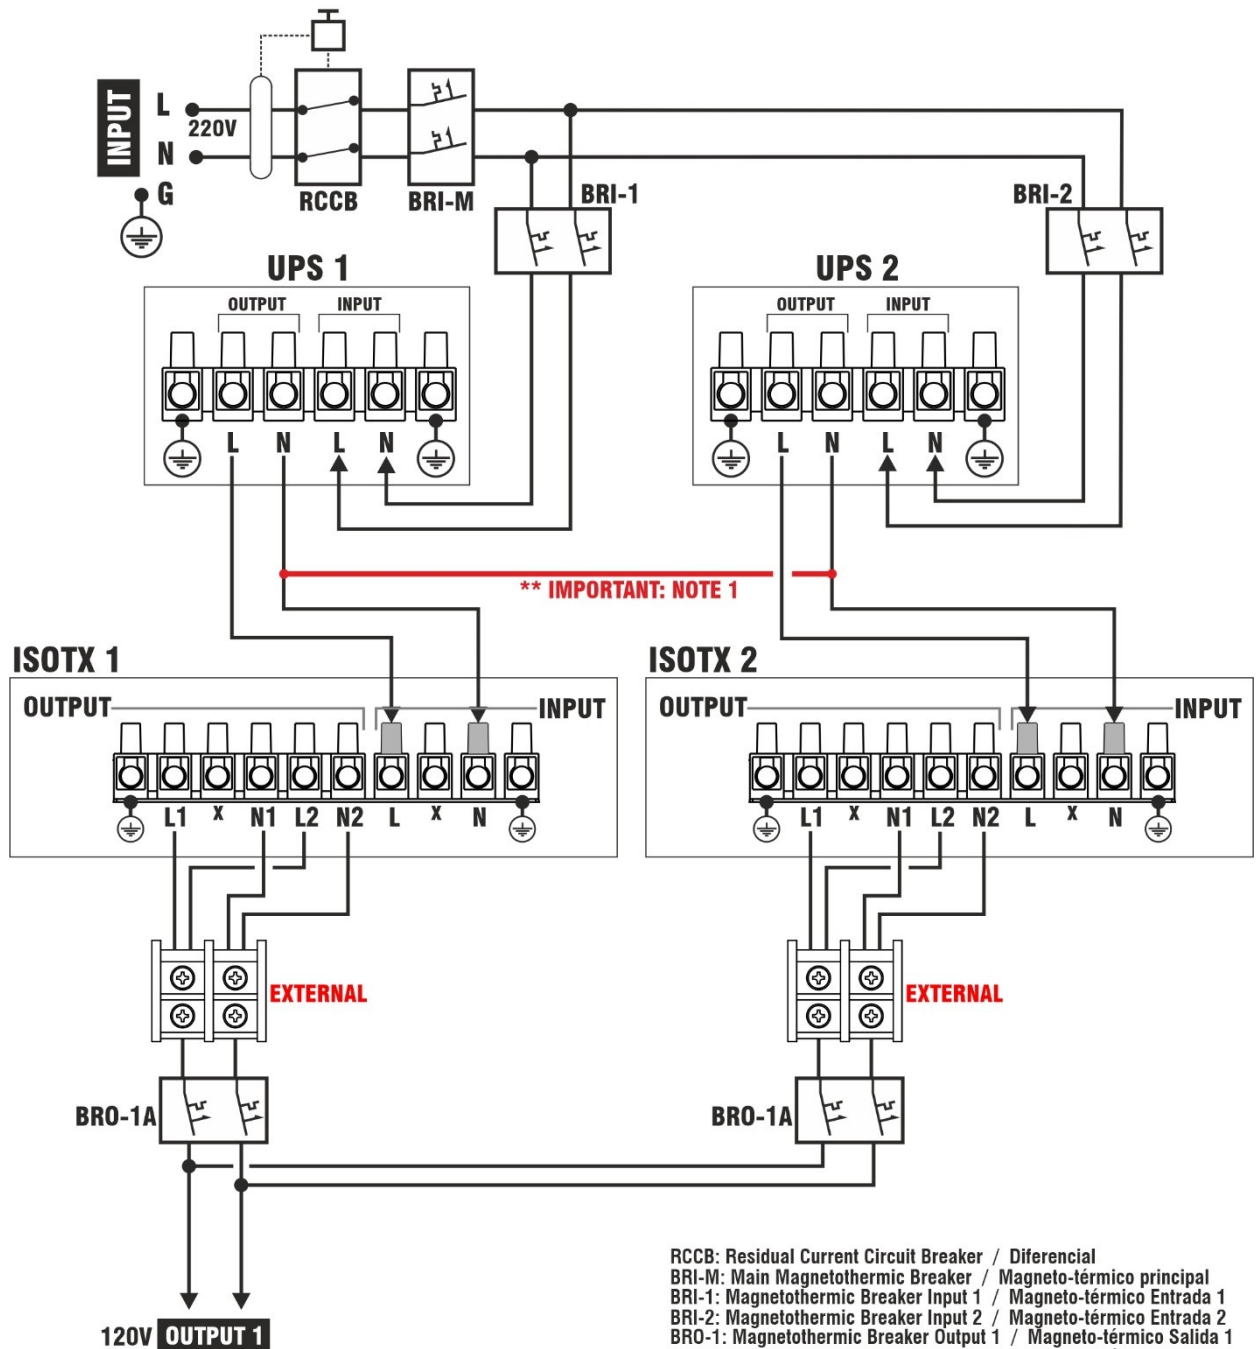 INPUT
L
220V
N
G
RCCB
BRI-M
BRI-1
BRI-2
UPS 1
OUTPUT INPUT
L N L N
UPS 2
OUTPUT INPUT
L N L N
** IMPORTANT: NOTE 1
ISOTX 1
OUTPUT INPUT
L1 X N1 L2 N2 L X N
ISOTX 2
OUTPUT INPUT
L1 X N1 L2 N2 L X N
EXTERNAL
EXTERNAL
BRO-1A
BRO-1A
120V OUTPUT 1
RCCB: Residual Current Circuit Breaker / Diferencial
BRI-M: Main Magnetothermic Breaker / Magneto-térmico principal
BRI-1: Magnetothermic Breaker Input 1 / Magneto-térmico Entrada 1
BRI-2: Magnetothermic Breaker Input 2 / Magneto-térmico Entrada 2
BRO-1: Magnetothermic Breaker Output 1 / Magneto-térmico Salida 1